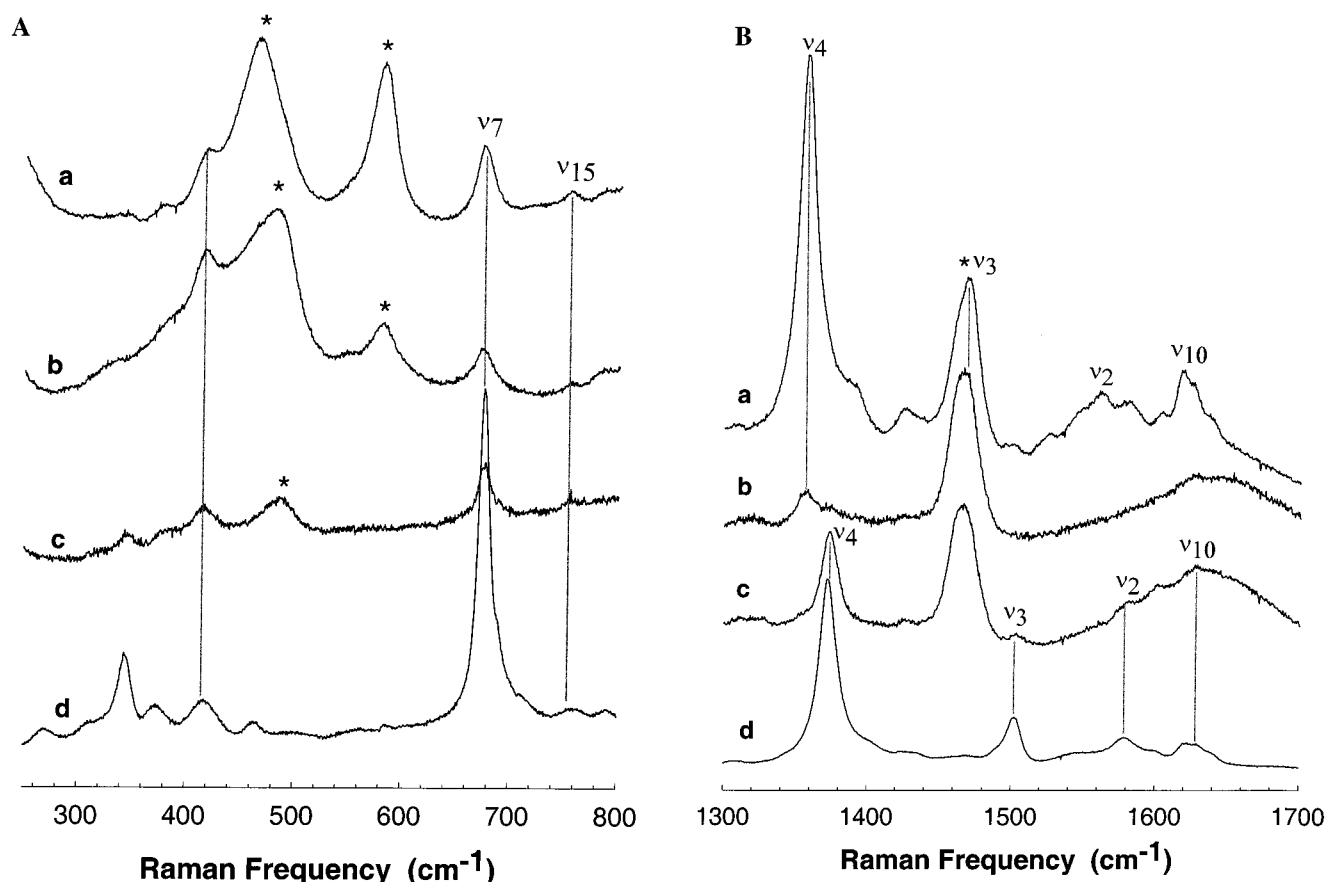 A
*
*
ν7
ν15
a
*
*
b
*
c
d
300 400 500 600 700 800
Raman Frequency (cm-1)
B
ν4
*ν3
ν10
ν2
a
b
ν4
ν10
c
ν2
ν3
d
1300 1400 1500 1600 1700
Raman Frequency (cm-1)